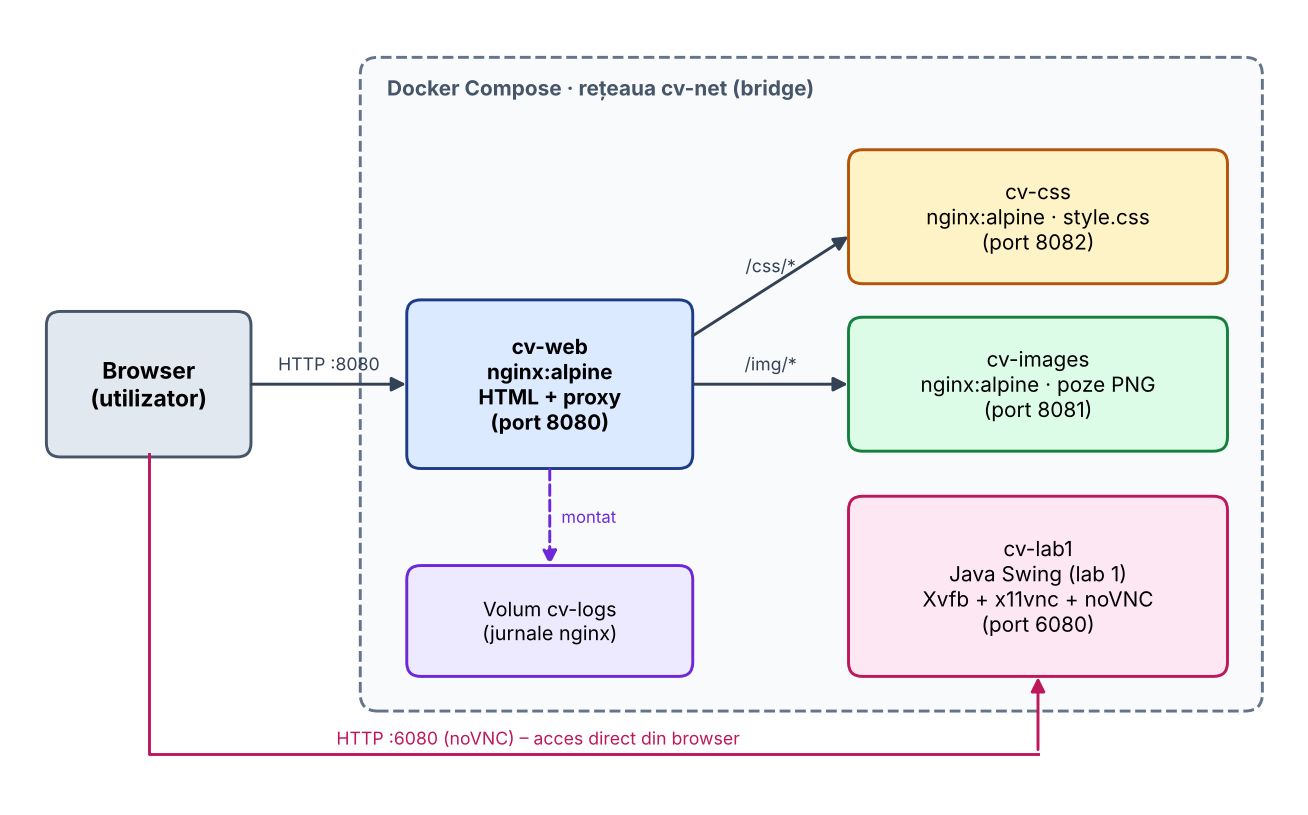 Docker Compose · rețeaua cv-net (bridge)
cv-css
nginx:alpine · style.css
(port 8082)
/css/*
Browser
(utilizator)
HTTP :8080
cv-web
nginx:alpine
HTML + proxy
(port 8080)
/img/*
cv-images
nginx:alpine · poze PNG
(port 8081)
montat
Volum cv-logs
(jurnale nginx)
cv-lab1
Java Swing (lab 1)
Xvfb + x11vnc + noVNC
(port 6080)
HTTP :6080 (noVNC) – acces direct din browser